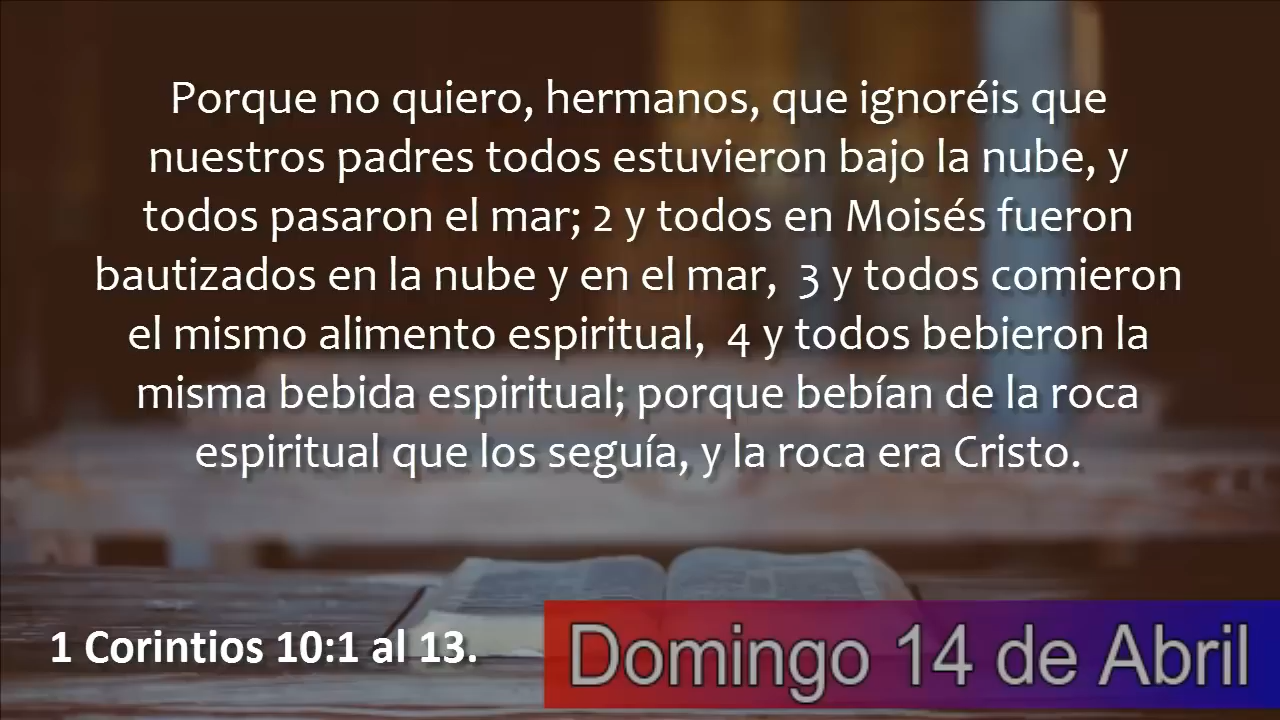 Porque no quiero, hermanos, que ignoréis que
nuestros padres todos estuvieron bajo la nube, y
todos pasaron el mar; 2 y todos en Moisés fueron
bautizados en la nube y en el mar,  3 y todos comieron
el mismo alimento espiritual,  4 y todos bebieron la
misma bebida espiritual; porque bebían de la roca
espiritual que los seguía, y la roca era Cristo.
1 Corintios 10:1 al 13.
Domingo 14 de Abril